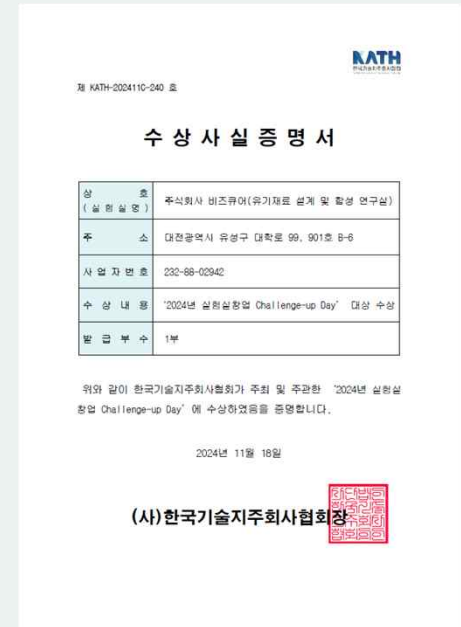 KATH
한국기술지주회사협회
제 KATH-202411C-240 호
수 상 사 실 증 명 서
상 호
(실험실명)
주식회사 비즈큐어(유기재료 설계 및 합성 연구실)
주 소
대전광역시 유성구 대학로 99, 901호 B-6
사 업 자 번 호
232-88-02942
수 상 내 용
‘2024년 실험실창업 Challenge-up Day’ 대상 수상
발 급 부 수
1부
위와 같이 한국기술지주회사협회가 주최 및 주관한 ‘2024년 실험실
창업 Challenge-up Day’에 수상하였음을 증명합니다.
2024년 11월 18일
(사)한국기술지주회사협회장